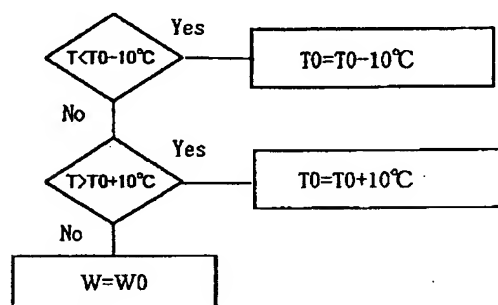 Yes
T<T0-10℃
T0=T0-10℃
No
Yes
T>T0+10℃
T0=T0+10℃
No
W=W0